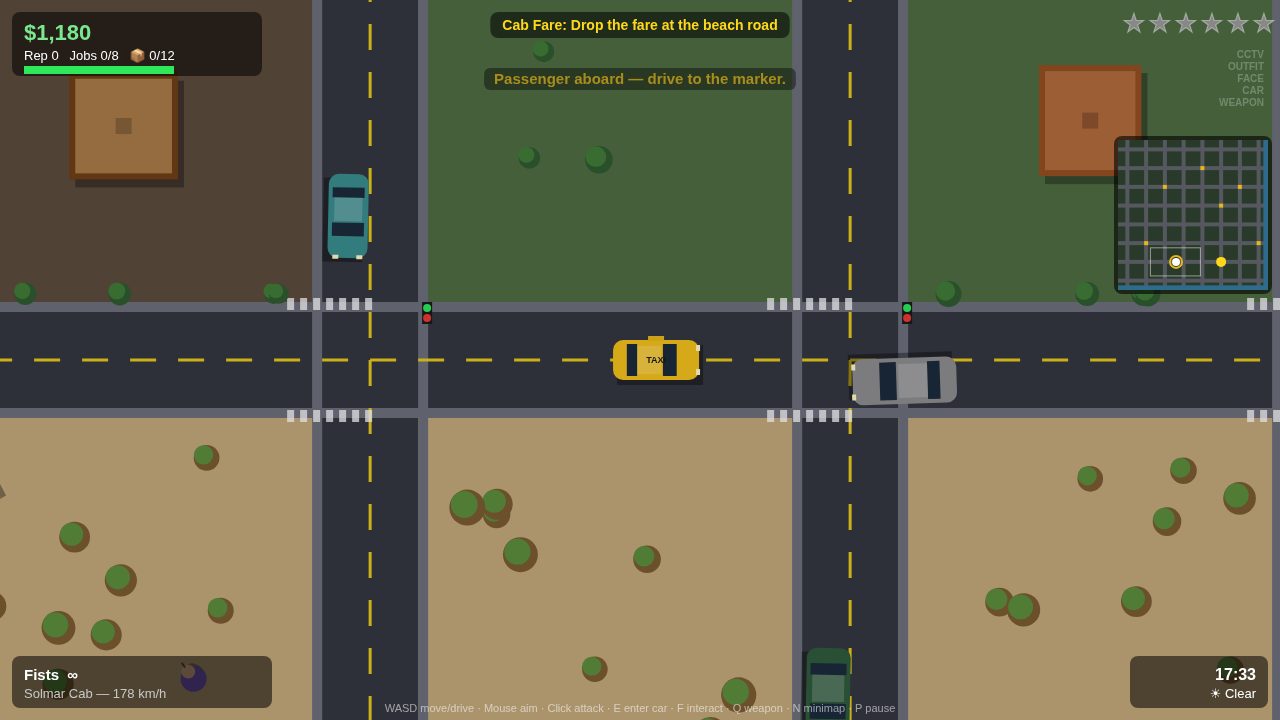 $1,180
Rep 0 Jobs 0/8 📦 0/12
Cab Fare: Drop the fare at the beach road
Passenger aboard — drive to the marker.
CCTV
OUTFIT
FACE
CAR
WEAPON
TAXI
Fists ∞
Solmar Cab — 178 km/h
17:33
☀ Clear
WASD move/drive · Mouse aim · Click attack · E enter car · F interact · Q weapon · N minimap · P pause